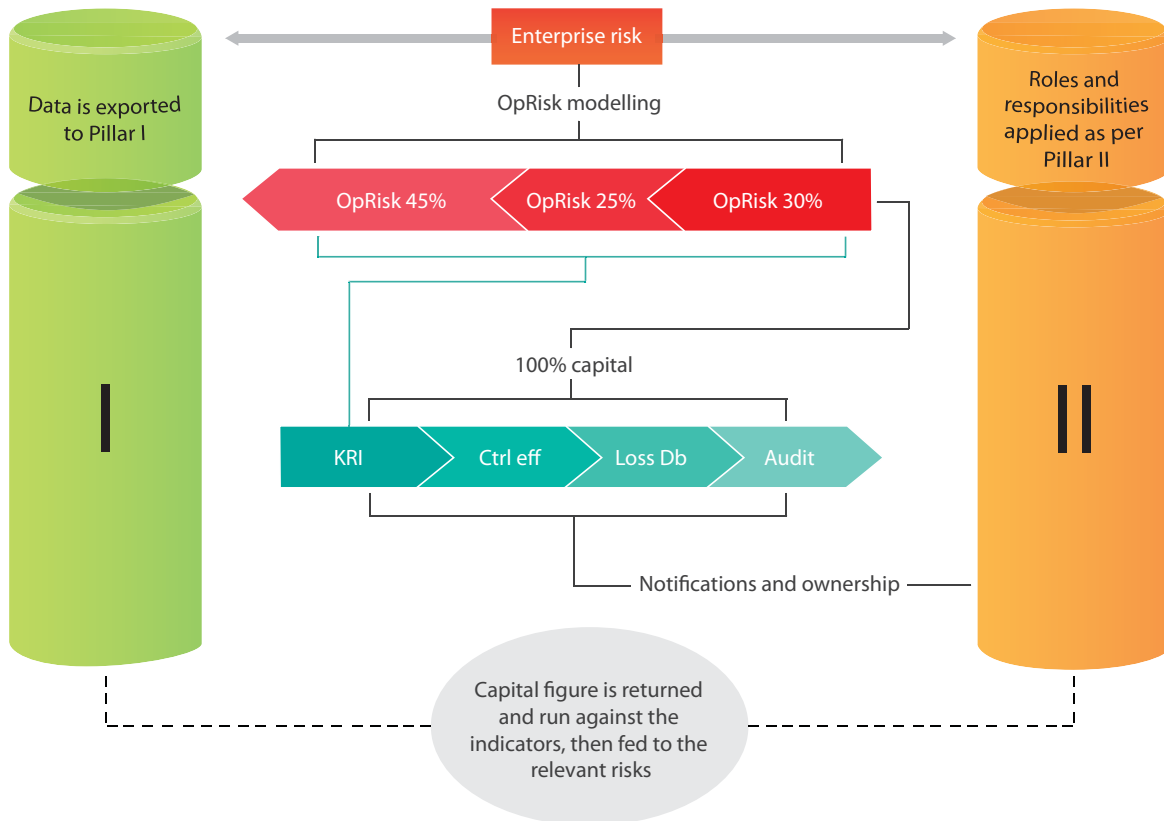 Enterprise risk
Data is exported
to Pillar I
Roles and
responsibilities
applied as per
Pillar II
OpRisk modelling
OpRisk 45%
OpRisk 25%
OpRisk 30%
100% capital
I
II
KRI
Ctrl eff
Loss Db
Audit
Notifications and ownership
Capital figure is returned
and run against the
indicators, then fed to the
relevant risks